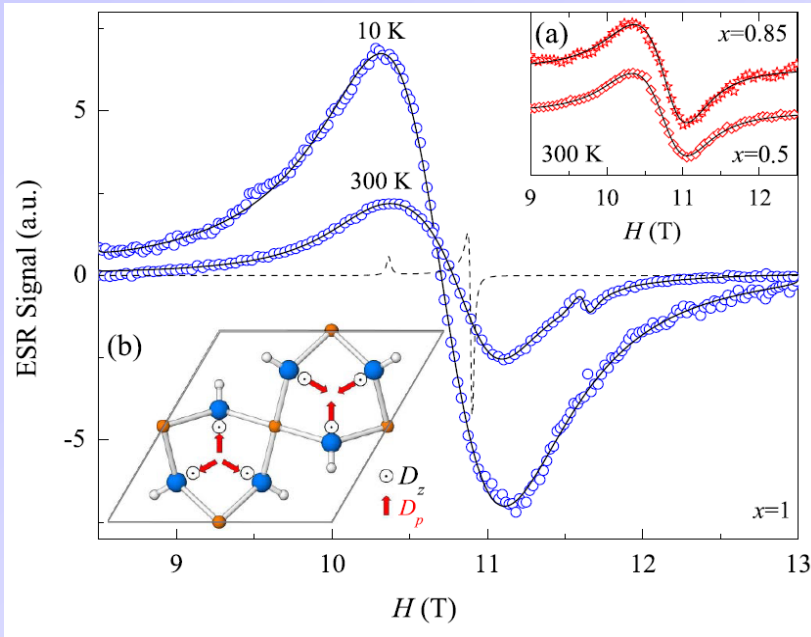 10 K
300 K
ESR Signal (a.u.)
5
0
-5
9
10
11
12
13
H (T)
x=1
(a)
x=0.85
x=0.5
300 K
9
10
11
12
H (T)
(b)
D_z
D_p